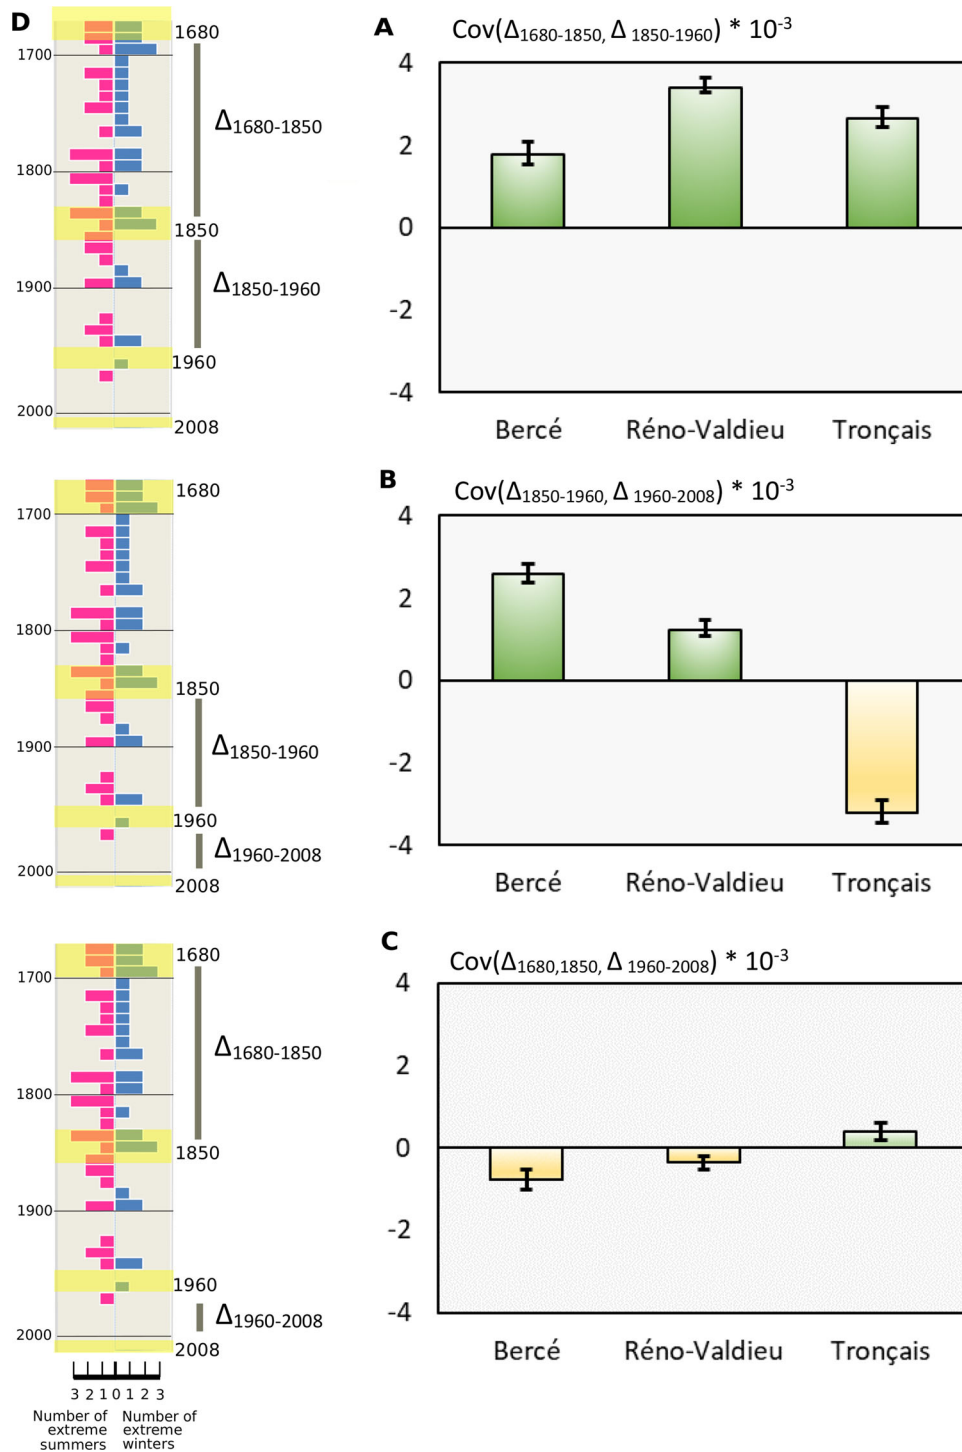 D
1680
1700
Δ1680-1850
1800
1850
Δ1850-1960
1900
1960
2000
2008
A
Cov(Δ1680-1850, Δ 1850-1960) * 10-3
4
2
0
-2
-4
Bercé Réno-Valdieu Tronçais
1680
1700
1800
1850
Δ1850-1960
1900
1960
Δ1960-2008
2000
2008
B
Cov(Δ1850-1960, Δ 1960-2008) * 10-3
4
2
0
-2
-4
Bercé Réno-Valdieu Tronçais
1680
1700
Δ1680-1850
1800
1850
1900
1960
Δ1960-2008
2000
2008
3 2 1 0 1 2 3
Number of extreme summers
Number of extreme winters
C
Cov(Δ1680,1850, Δ 1960-2008) * 10-3
4
2
0
-2
-4
Bercé Réno-Valdieu Tronçais